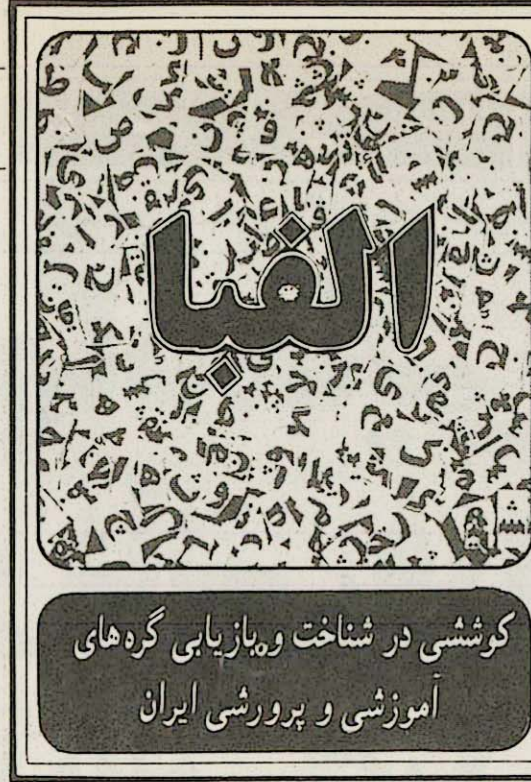 الفبا
کوششی در شناخت و بازیابی گره های
آموزشی و پرورشی ایران